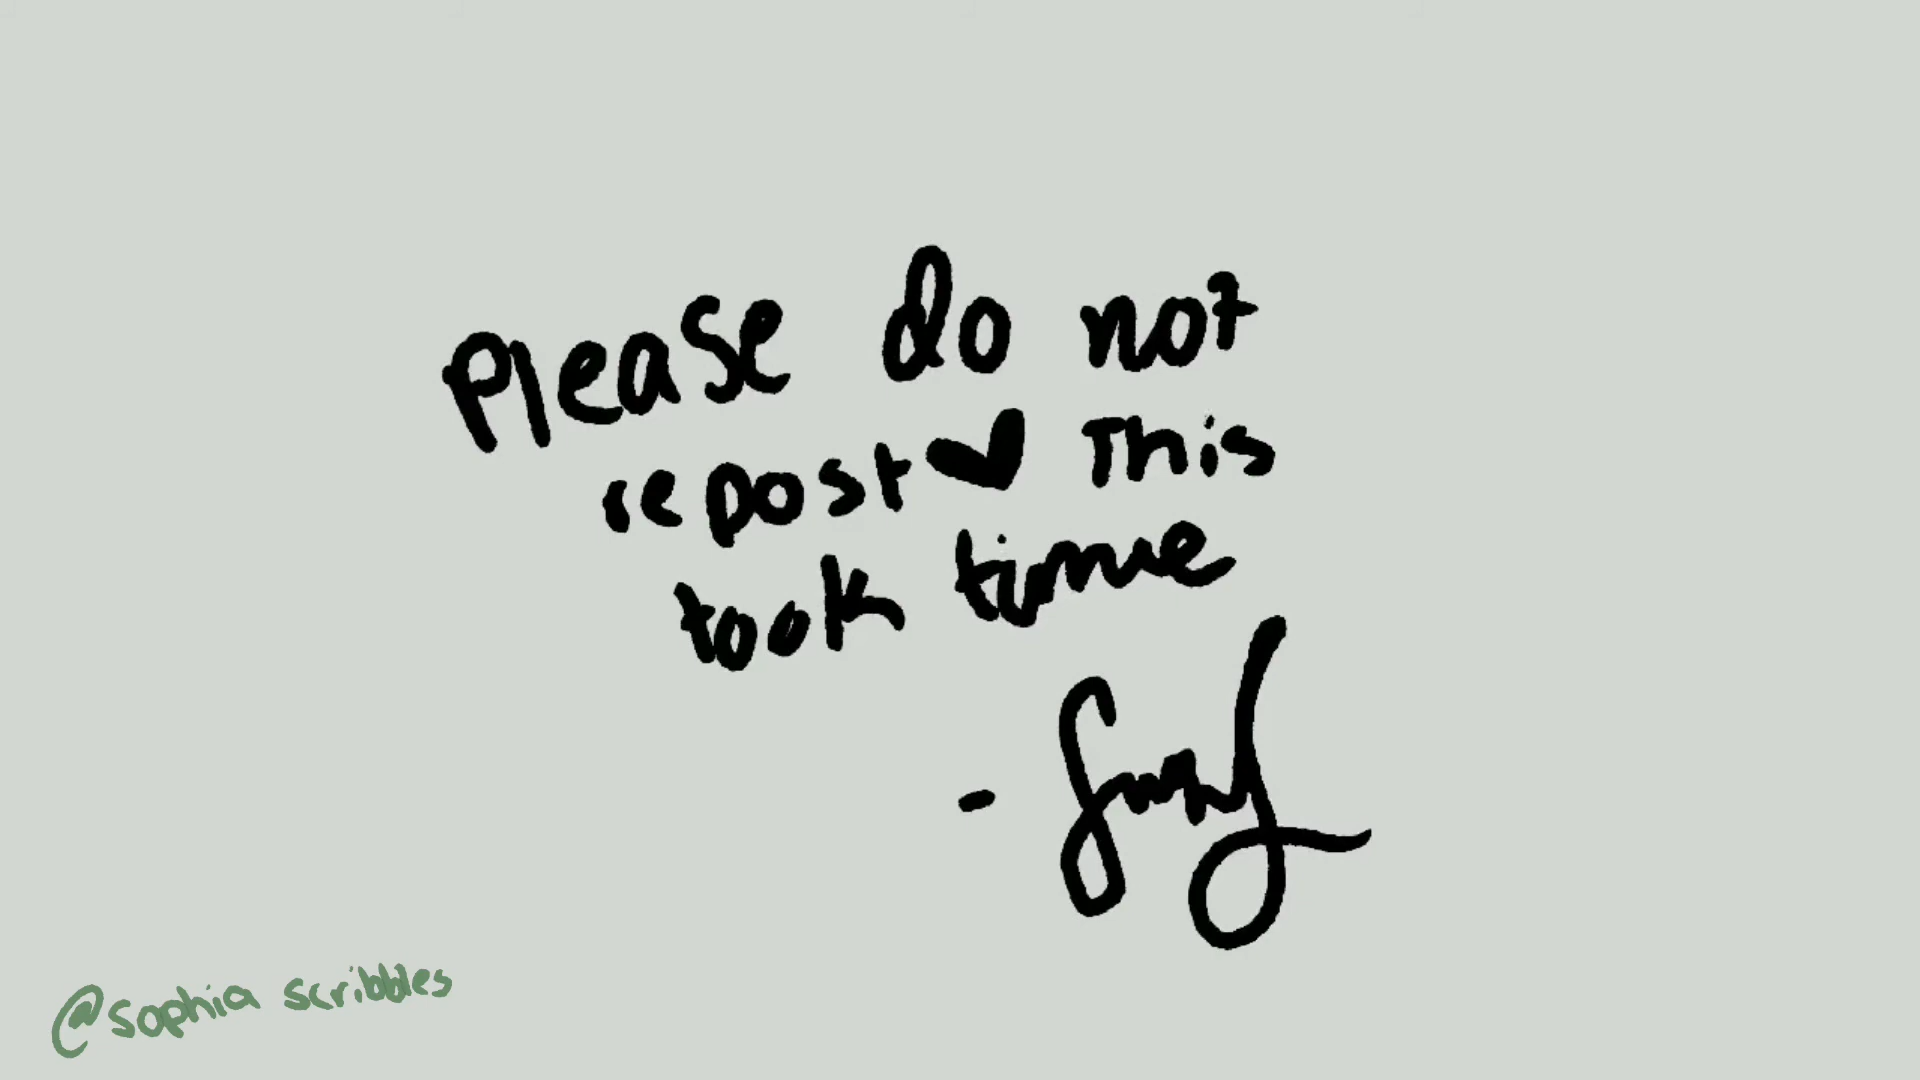 Please do not
repost♥ This
took time
@sophia scribbles